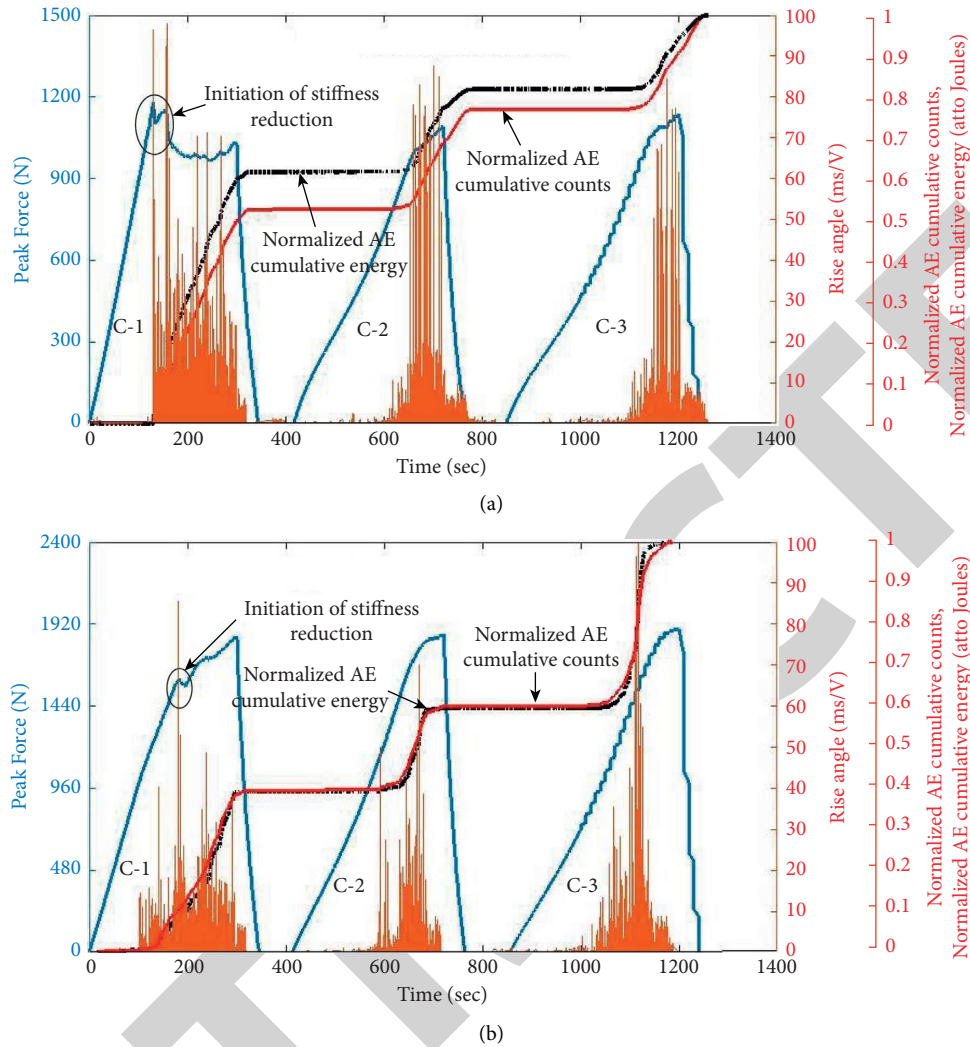 1500
1200
900
600
300
0
Peak Force (N)
Initiation of stiffness
reduction
Normalized AE
cumulative counts
Normalized AE
cumulative energy
C-1
C-2
C-3
0
200
400
600
800
1000
1200
1400
Time (sec)
100
90
80
70
60
50
40
30
20
10
0
Rise angle (ms/V)
1
0.9
0.8
0.7
0.6
0.5
0.4
0.3
0.2
0.1
0
Normalized AE cumulative counts,
Normalized AE cumulative energy (atto Joules)
(a)
2400
1920
1440
960
480
0
Peak Force (N)
Initiation of stiffness
reduction
Normalized AE
cumulative energy
Normalized AE
cumulative counts
C-1
C-2
C-3
0
200
400
600
800
1000
1200
1400
Time (sec)
100
90
80
70
60
50
40
30
20
10
0
Rise angle (ms/V)
1
0.9
0.8
0.7
0.6
0.5
0.4
0.3
0.2
0.1
0
Normalized AE cumulative counts,
Normalized AE cumulative energy (atto Joules)
(b)